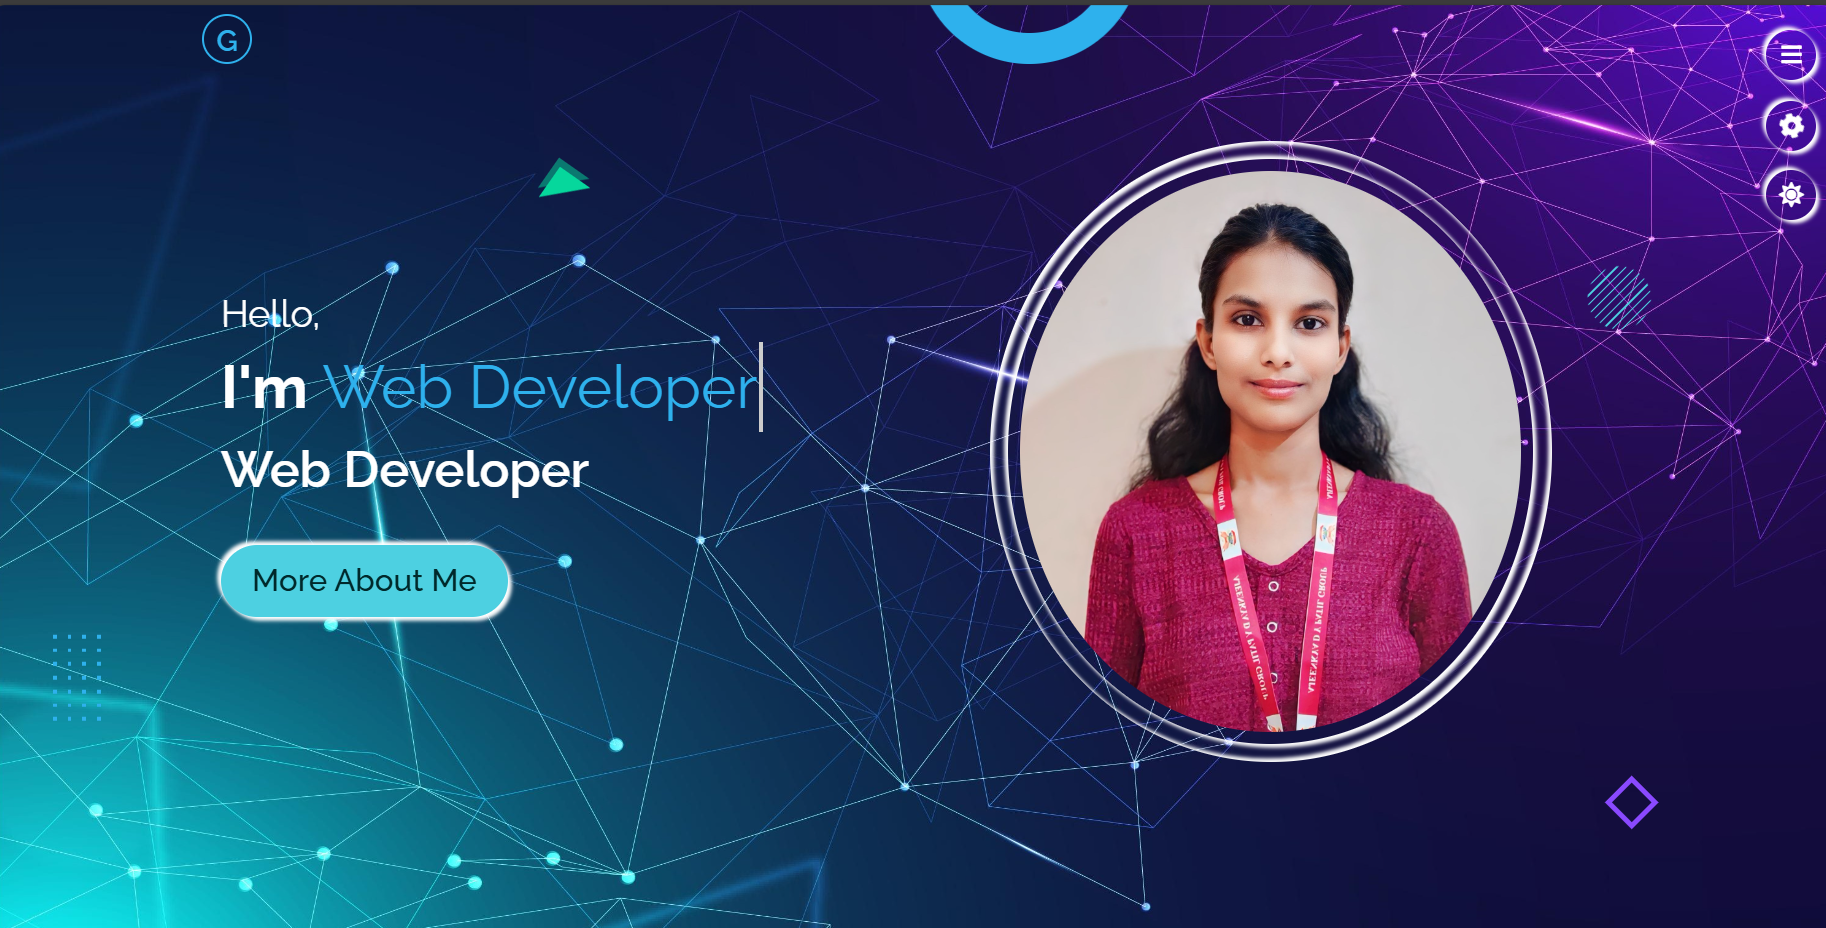 G
Hello,
I'm Web Developer
Web Developer
More About Me